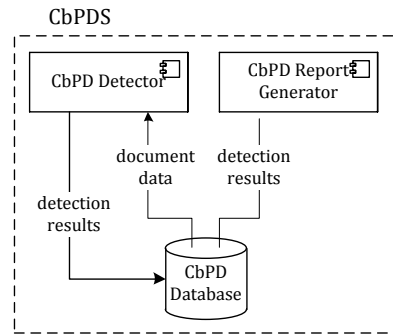 CbPDS
CbPD Detector
CbPD Report
Generator
document
data
detection
results
detection
results
CbPD
Database